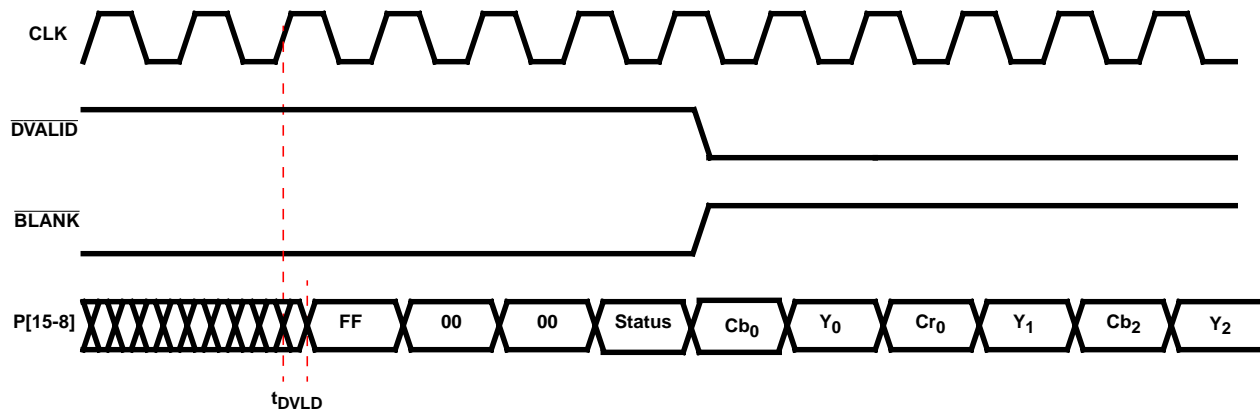 CLK
DVALID
BLANK
P[15-8] FF 00 00 Status Cb0 Y0 Cr0 Y1 Cb2 Y2
tDVLD